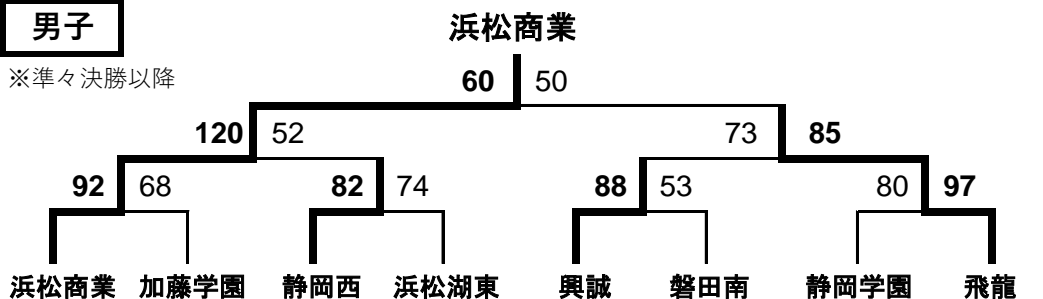 男子
浜松商業
※準々決勝以降
60 50
120 52 73 85
92 68 82 74 88 53 80 97
浜松商業 加藤学園 静岡西 浜松湖東 興誠 磐田南 静岡学園 飛龍